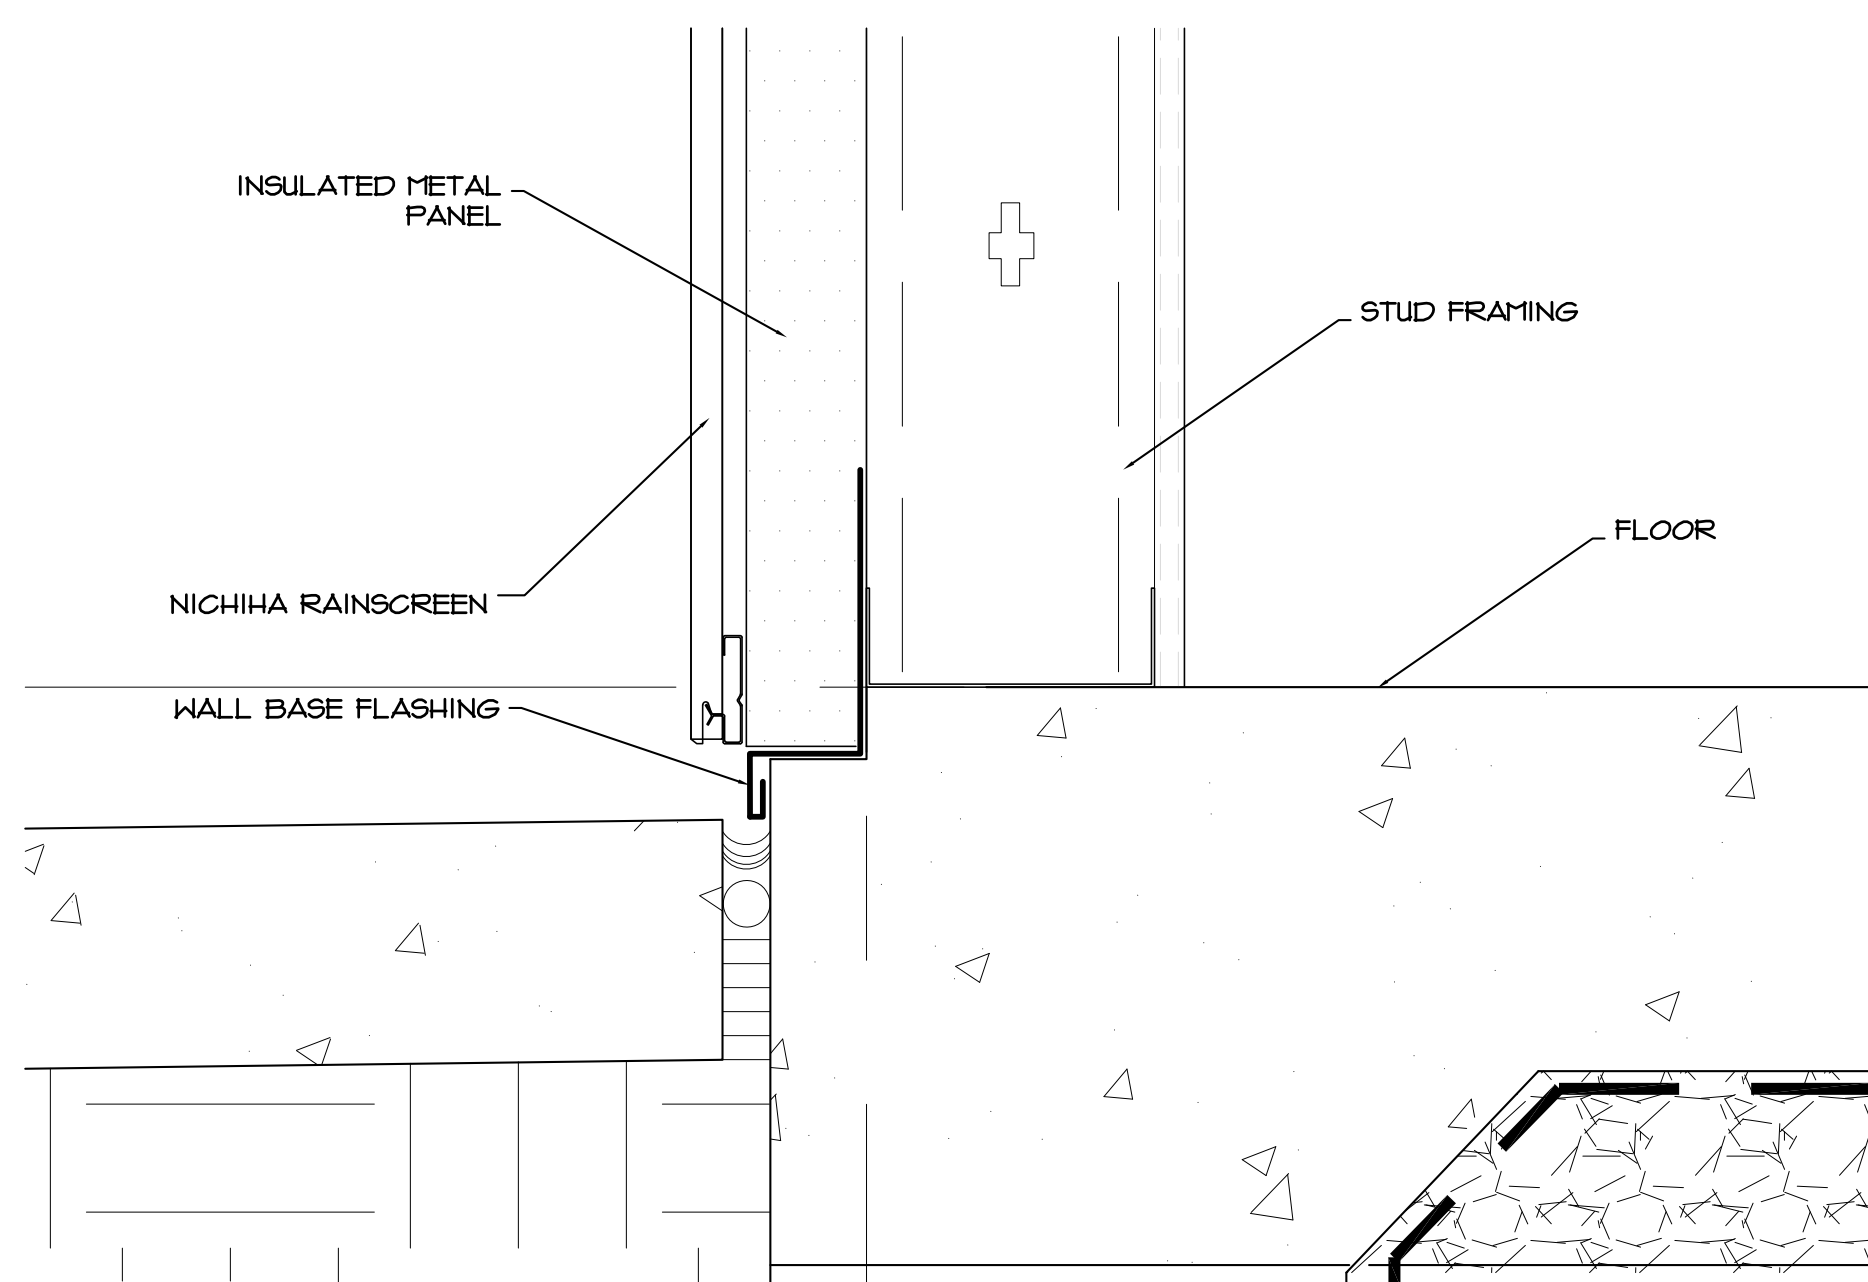 INSULATED METAL
PANEL
STUD FRAMING
FLOOR
NICHIHA RAINSCREEN
WALL BASE FLASHING